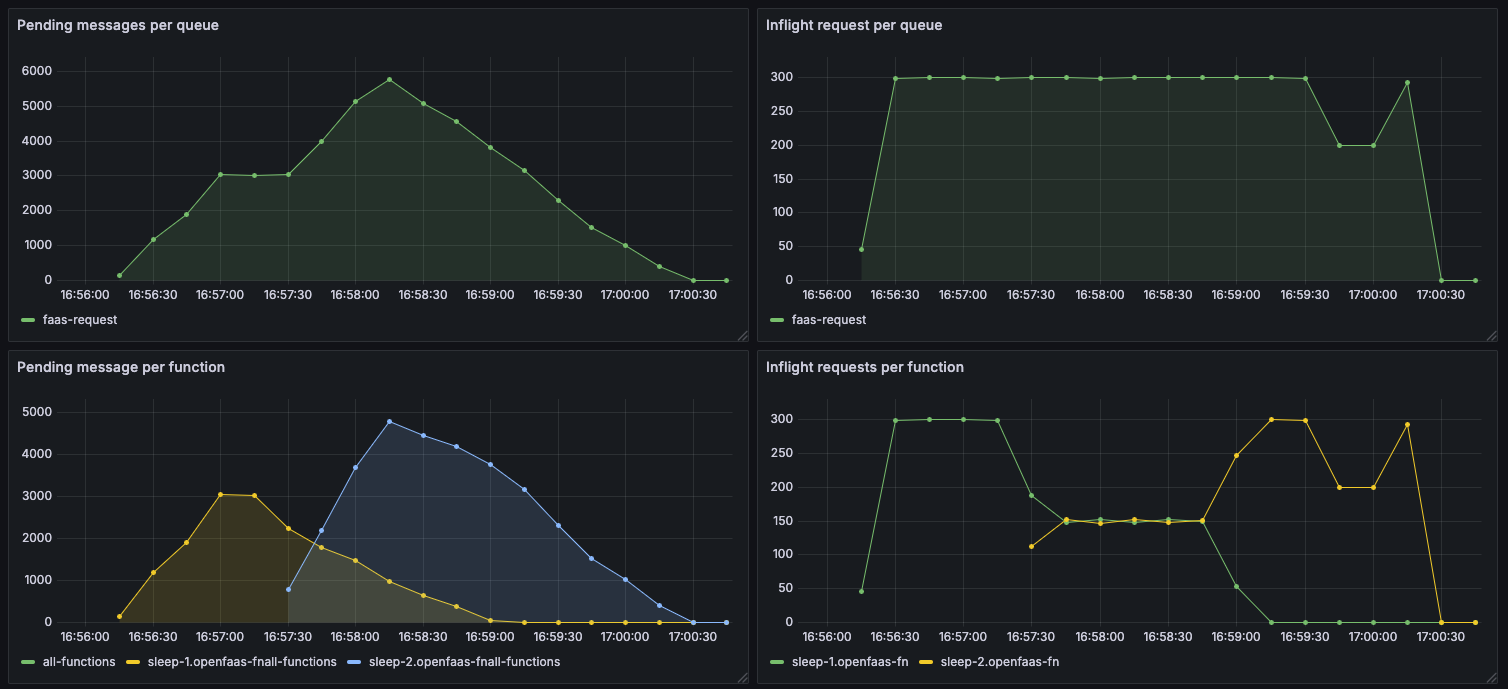 Pending messages per queue
6000
5000
4000
3000
2000
1000
0
16:56:00 16:56:30 16:57:00 16:57:30 16:58:00 16:58:30 16:59:00 16:59:30 17:00:00 17:00:30
faas-request
Inflight request per queue
300
250
200
150
100
50
0
16:56:00 16:56:30 16:57:00 16:57:30 16:58:00 16:58:30 16:59:00 16:59:30 17:00:00 17:00:30
faas-request
Pending message per function
5000
4000
3000
2000
1000
0
16:56:00 16:56:30 16:57:00 16:57:30 16:58:00 16:58:30 16:59:00 16:59:30 17:00:00 17:00:30
all-functions sleep-1.openfaas-fnall-functions sleep-2.openfaas-fnall-functions
Inflight requests per function
300
250
200
150
100
50
0
16:56:00 16:56:30 16:57:00 16:57:30 16:58:00 16:58:30 16:59:00 16:59:30 17:00:00 17:00:30
sleep-1.openfaas-fn sleep-2.openfaas-fn